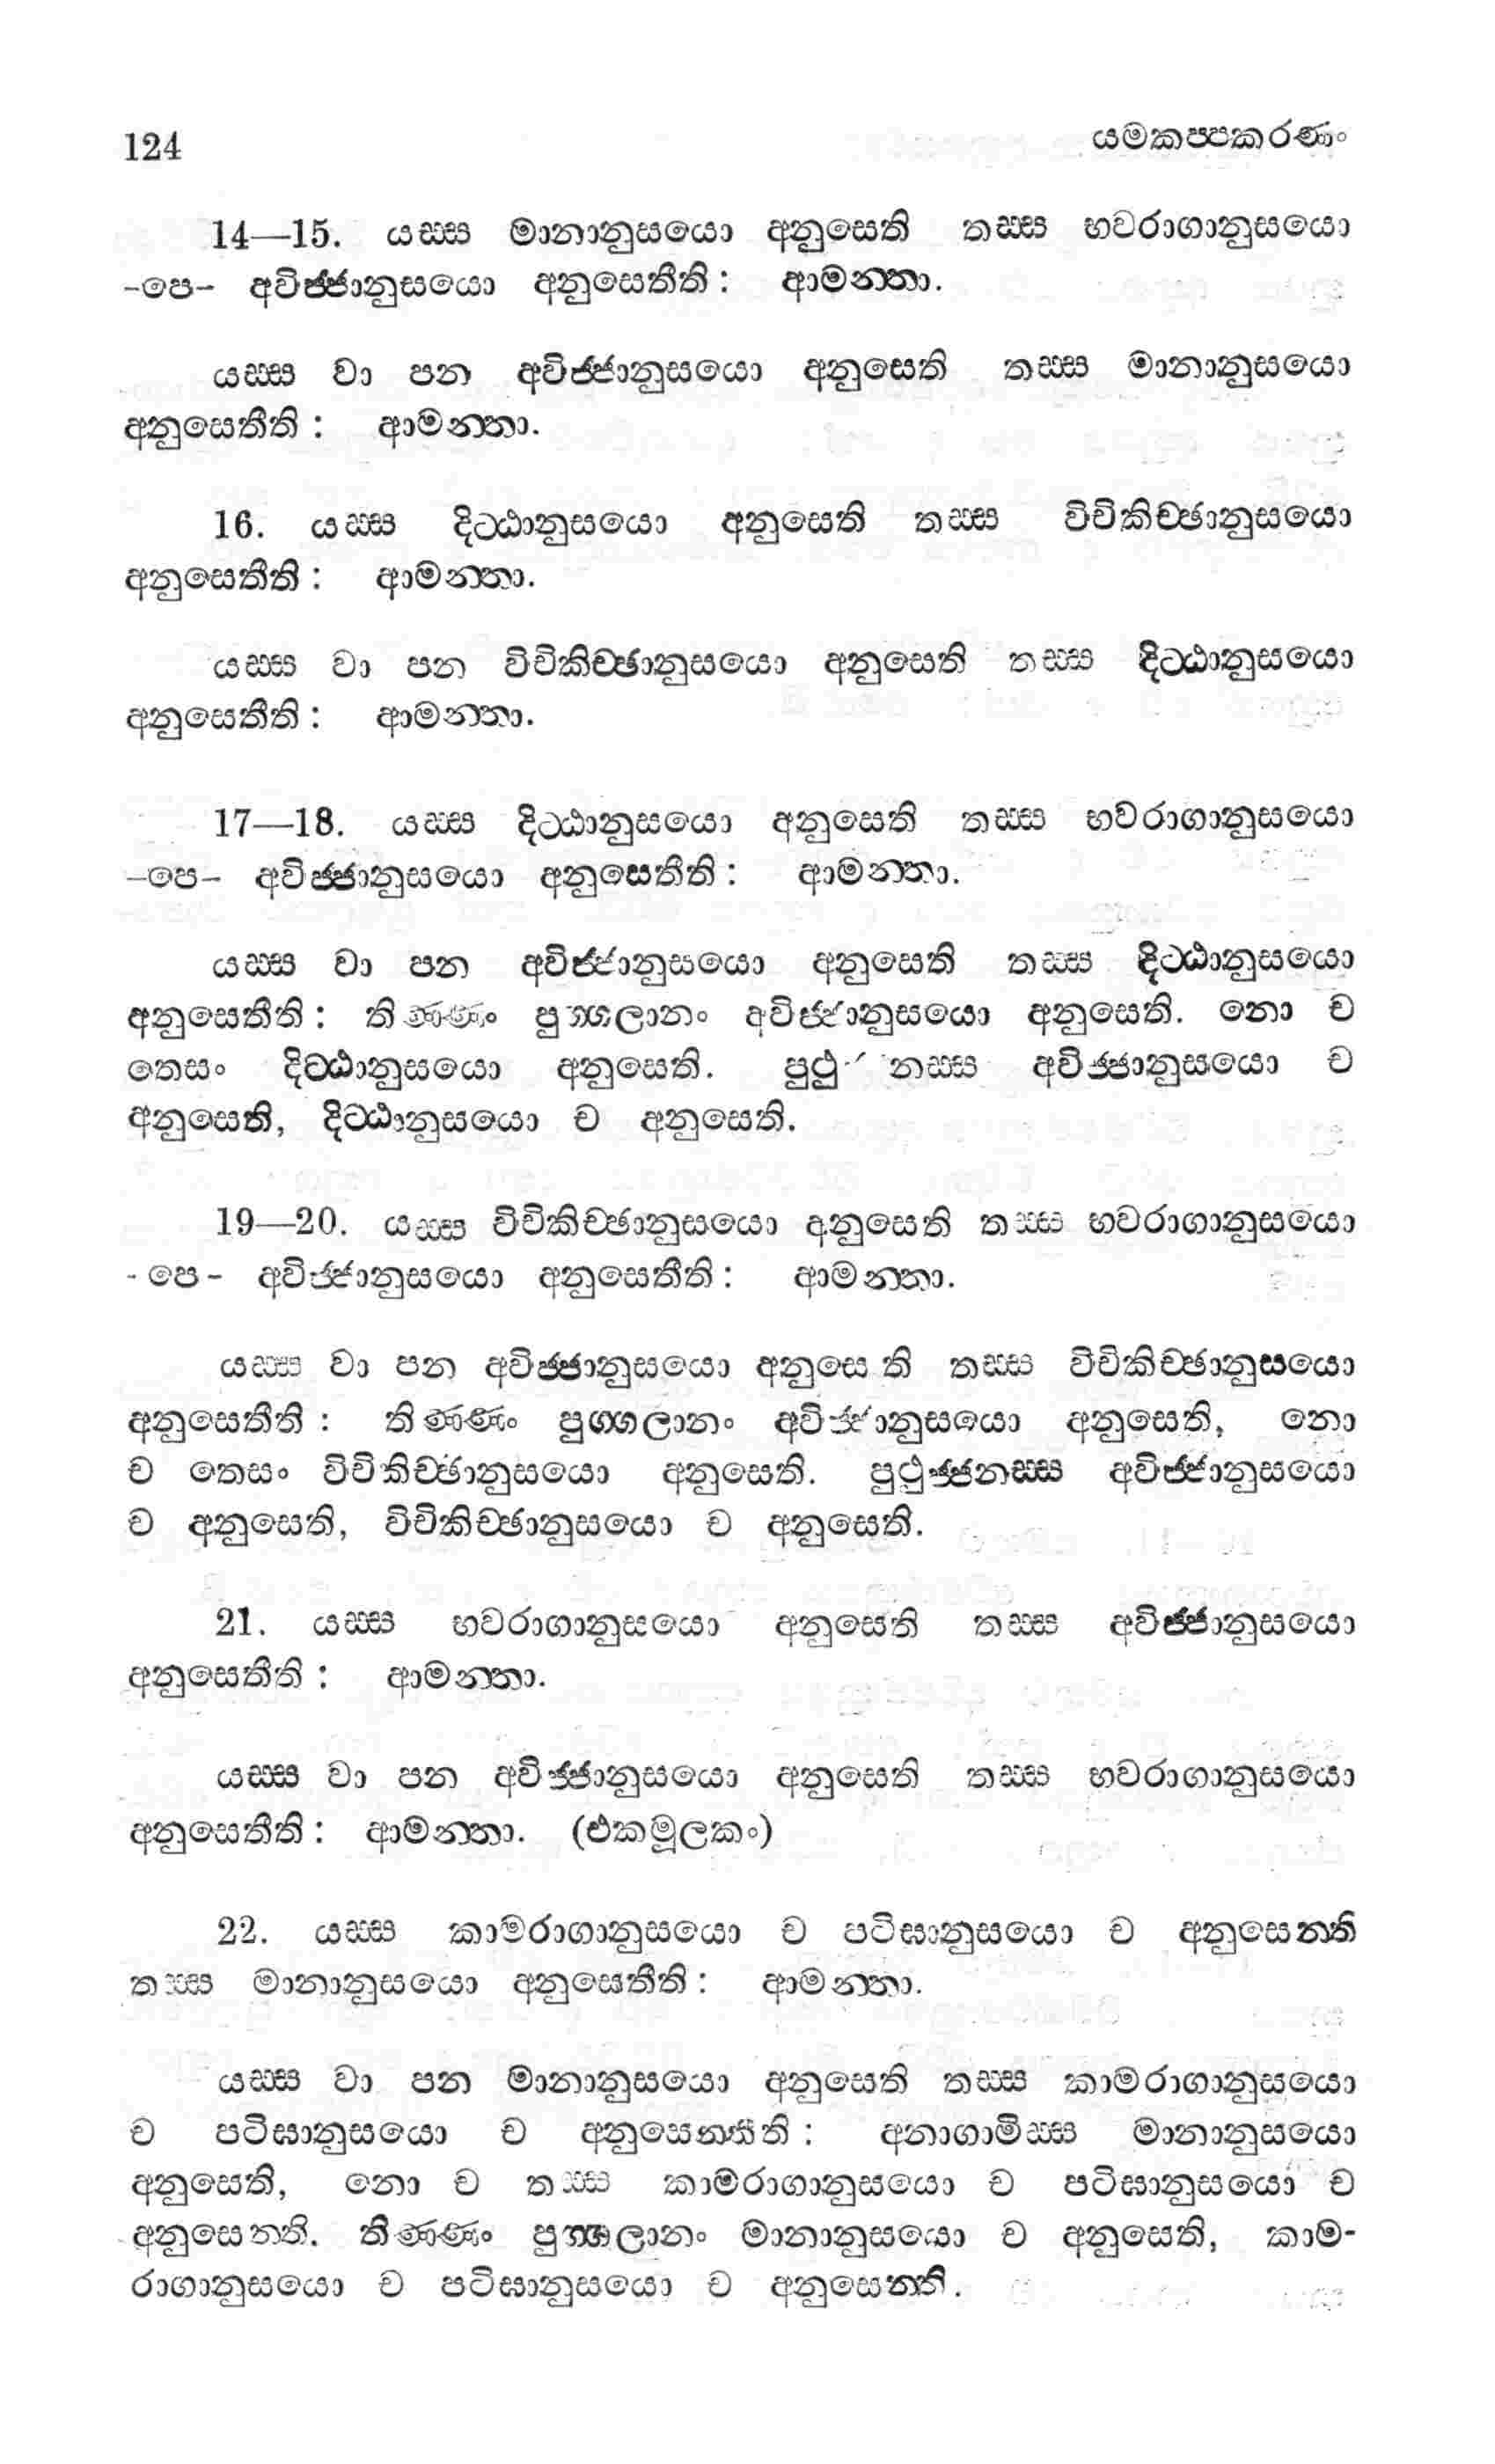 124 යමකප්පකරණං
14—15. යස්ස මානානුසයො අනුසෙති තස්ස භවරාගානුසයො
-පෙ- අවිජ්ජානුසයො අනුසෙතීති: ආමන්තා.
යස්ස වා පන අවිජ්ජානුසයො අනුසෙති තස්ස මානානුසයො
අනුසෙතීති: ආමන්තා.
16. යස්ස දිට්ඨානුසයො අනුසෙති තස්ස විචිකිච්ඡානුසයො
අනුසෙතීති: ආමන්තා.
යස්ස වා පන විචිකිච්ඡානුසයො අනුසෙති තස්ස දිට්ඨානුසයො
අනුසෙතීති: ආමන්තා.
17—18. යස්ස දිට්ඨානුසයො අනුසෙති තස්ස භවරාගානුසයො
-පෙ- අවිජ්ජානුසයො අනුසෙතීති: ආමන්තා.
යස්ස වා පන අවිජ්ජානුසයො අනුසෙති තස්ස දිට්ඨානුසයො
අනුසෙතීති: තිණ්ණං පුග්ගලානං අවිජ්ජානුසයො අනුසෙති. නො ච
තෙසං දිට්ඨානුසයො අනුසෙති. අවිජ්ජානුසයො ච
අනුසෙති, දිට්ඨානුසයො ච අනුසෙති.
19—20. යස්ස විචිකිච්ඡානුසයො අනුසෙති තස්ස භවරාගානුසයො
-පෙ- අවිජ්ජානුසයො අනුසෙතීති: ආමන්තා.
යස්ස වා පන අවිජ්ජානුසයො අනුසෙති තස්ස විචිකිච්ඡානුසයො
අනුසෙතීති: තිණ්ණං පුග්ගලානං අවිජ්ජානුසයො අනුසෙති, නො
ච තෙසං විචිකිච්ඡානුසයො අනුසෙති. පුථුජ්ජනස්ස අවිජ්ජානුසයො
ච අනුසෙති, විචිකිච්ඡානුසයො ච අනුසෙති.
21. යස්ස භවරාගානුසයො අනුසෙති තස්ස අවිජ්ජානුසයො
අනුසෙතීති: ආමන්තා.
යස්ස වා පන අවිජ්ජානුසයො අනුසෙති තස්ස භවරාගානුසයො
අනුසෙතීති: ආමන්තා. (එකමූලකං)
22. යස්ස කාමරාගානුසයො ච පටිඝානුසයො ච අනුසෙන්ති
තස්ස මානානුසයො අනුසෙතීති: ආමන්තා.
යස්ස වා පන මානානුසයො අනුසෙති තස්ස කාමරාගානුසයො
ච පටිඝානුසයො ච අනුසෙන්තීති: අනාගාමිස්ස මානානුසයො
අනුසෙති, නො ච තස්ස කාමරාගානුසයො ච පටිඝානුසයො ච
අනුසෙන්ති. තිණ්ණං පුග්ගලානං මානානුසයො ච අනුසෙති, කාම-
රාගානුසයො ච පටිඝානුසයො ච අනුසෙන්ති.